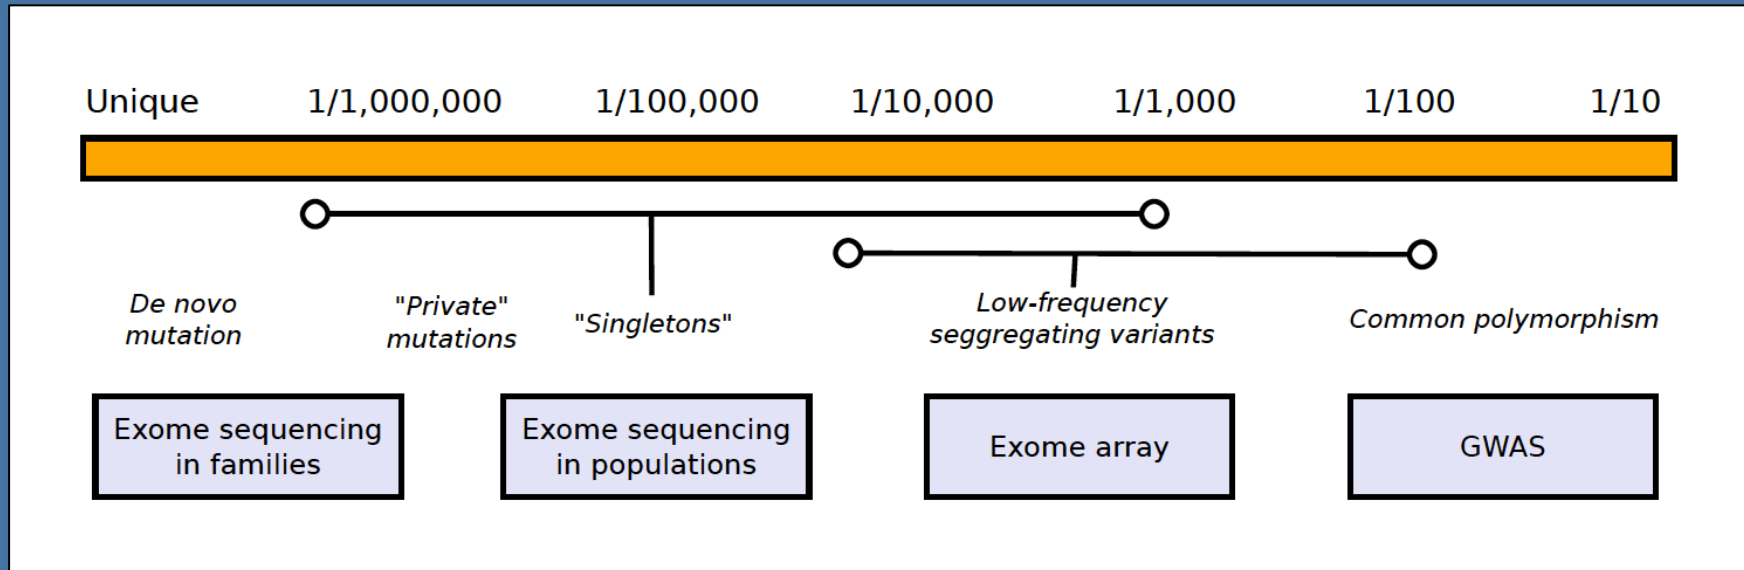 Unique 1/1,000,000 1/100,000 1/10,000 1/1,000 1/100 1/10
De novo
mutation
"Private"
mutations
"Singletons"
Low-frequency
seggregating variants
Common polymorphism
Exome sequencing
in families
Exome sequencing
in populations
Exome array
GWAS